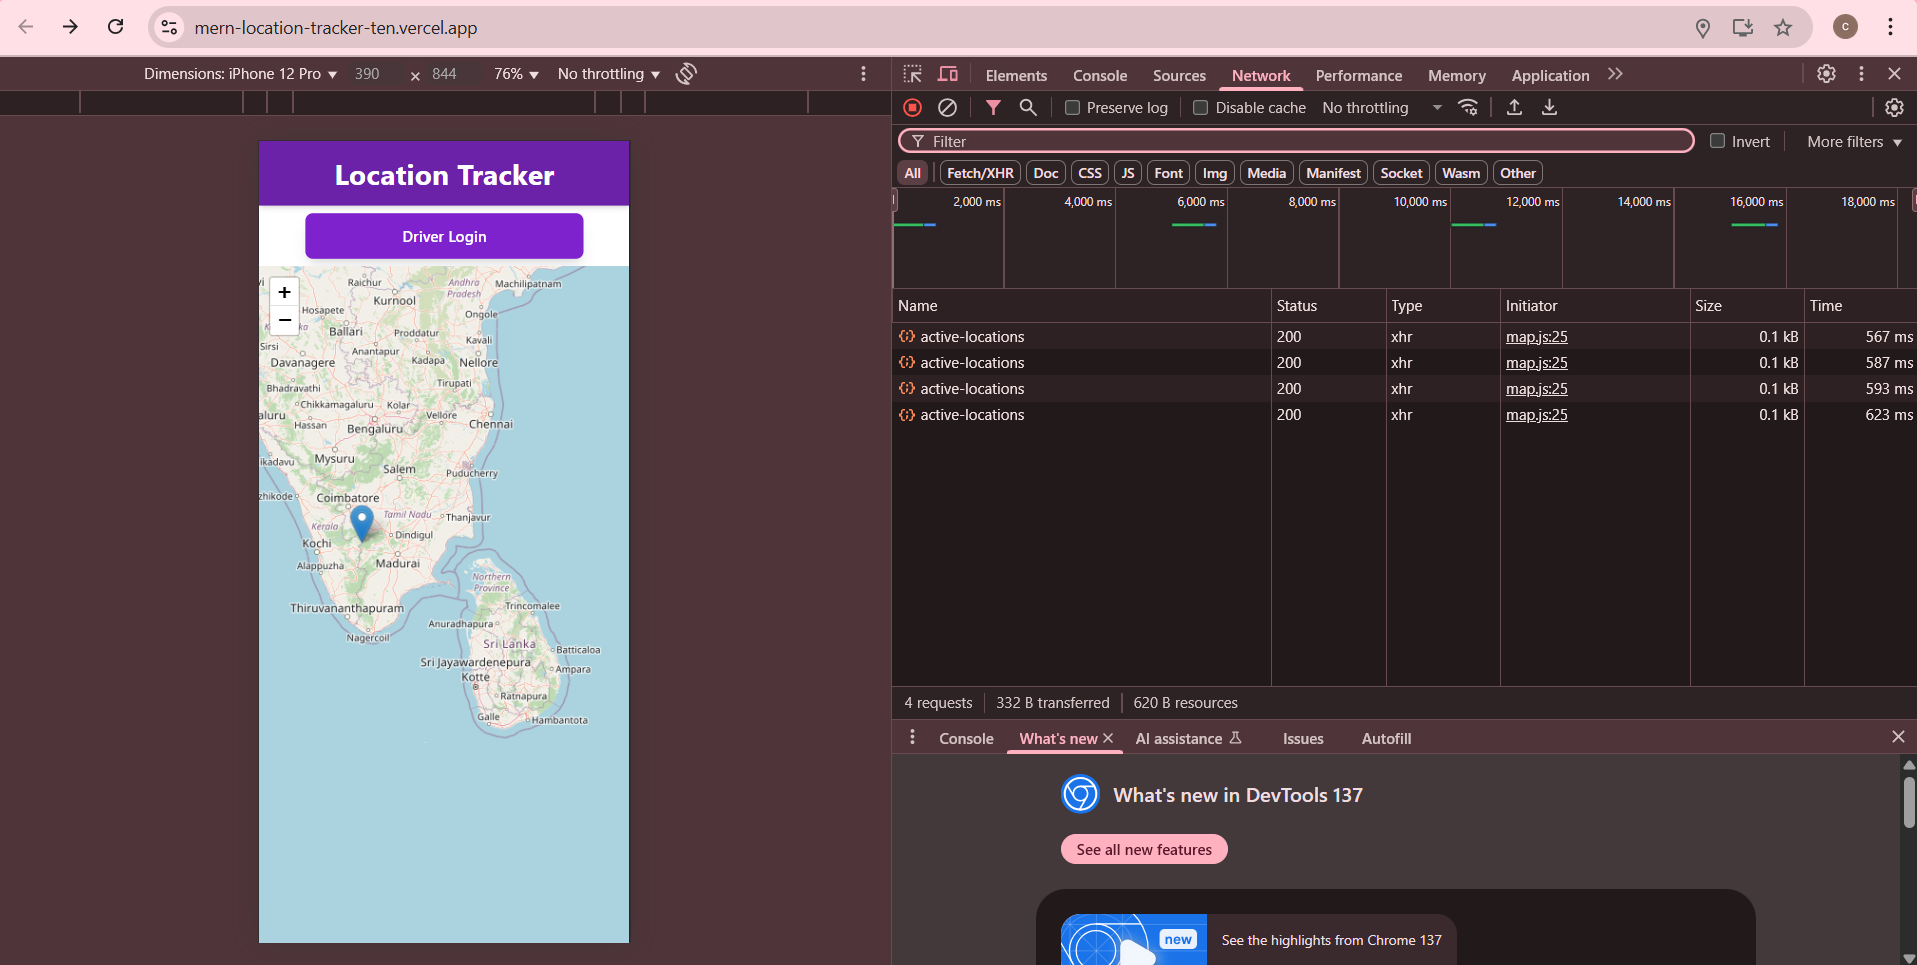 mern-location-tracker-ten.vercel.app
c
Dimensions: iPhone 12 Pro ▼ 390 × 844 76% ▼ No throttling ▼
Elements Console Sources Network Performance Memory Application
Preserve log Disable cache No throttling
Filter Invert More filters
All Fetch/XHR Doc CSS JS Font Img Media Manifest Socket Wasm Other
2,000 ms 4,000 ms 6,000 ms 8,000 ms 10,000 ms 12,000 ms 14,000 ms 16,000 ms 18,000 ms
Name Status Type Initiator Size Time
active-locations 200 xhr map.js:25 0.1 kB 567 ms
active-locations 200 xhr map.js:25 0.1 kB 587 ms
active-locations 200 xhr map.js:25 0.1 kB 593 ms
active-locations 200 xhr map.js:25 0.1 kB 623 ms
4 requests 332 B transferred 620 B resources
Console What's new AI assistance Issues Autofill
What's new in DevTools 137
See all new features
new
See the highlights from Chrome 137
Location Tracker
Driver Login
+
−
Raichur
Andhra
Pradesh
Machilipatnam
Kurnool
Hosapete
Ongole
Ballari
Proddatur
Kavali
Sirsi
Anantapur
Davanagere
Kadapa
Nellore
Bhadravathi
Tirupati
Chikkamagaluru
Kolar
aluru
Vellore
Hassan
Bengaluru
Chennai
ikadavu
Mysuru
Salem
Puducherry
zhikode
Coimbatore
Kerala
Tamil Nadu
Thanjavur
Kochi
Dindigul
Alappuzha
Madurai
Northern
Province
Thiruvananthapuram
Trincomalee
Anuradhapura
Nagercoil
Sri Lanka
Batticaloa
Sri Jayawardenepura
Kotte
Ampara
Ratnapura
Galle
Hambantota